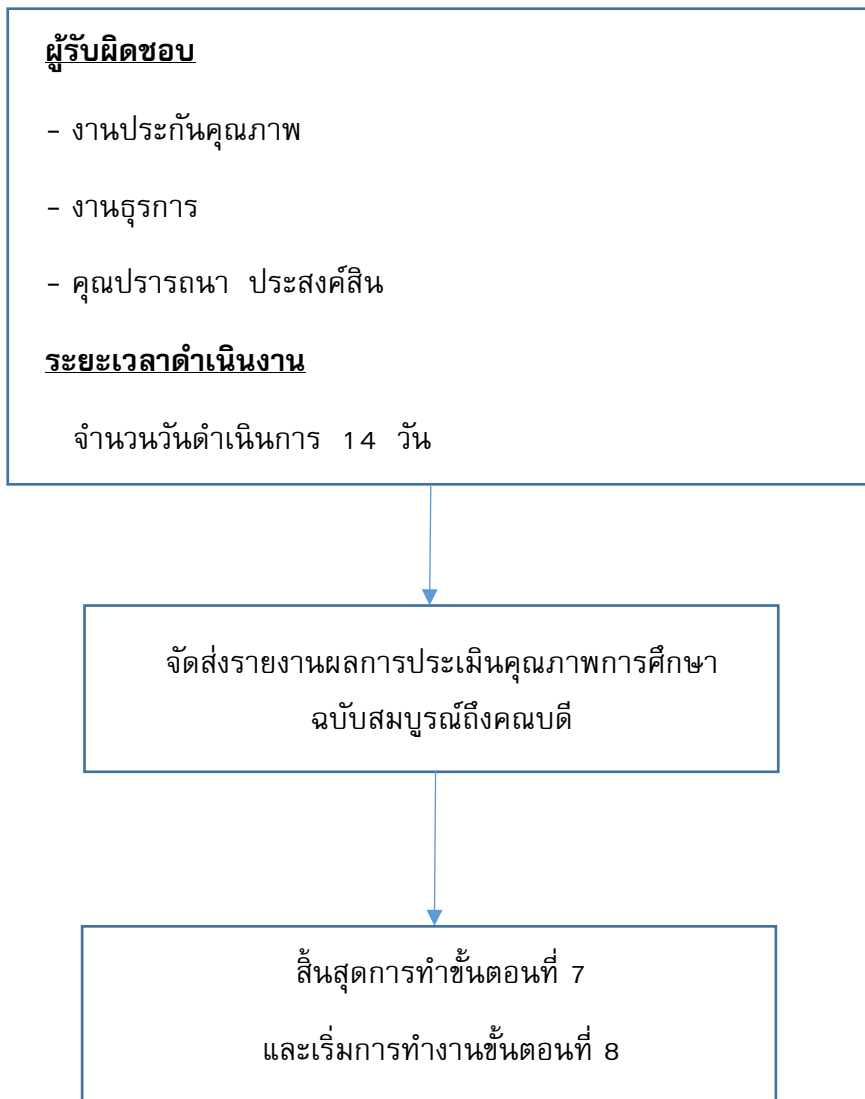 ผู้รับผิดชอบ
- งานประกันคุณภาพ
- งานธุรการ
- คุณปรารถนา ประสงค์สิน
ระยะเวลาดำเนินงาน
จำนวนวันดำเนินการ 14 วัน
จัดส่งรายงานผลการประเมินคุณภาพการศึกษา
ฉบับสมบูรณ์ถึงคณบดี
สิ้นสุดการทำขั้นตอนที่ 7
และเริ่มการทำงานขั้นตอนที่ 8